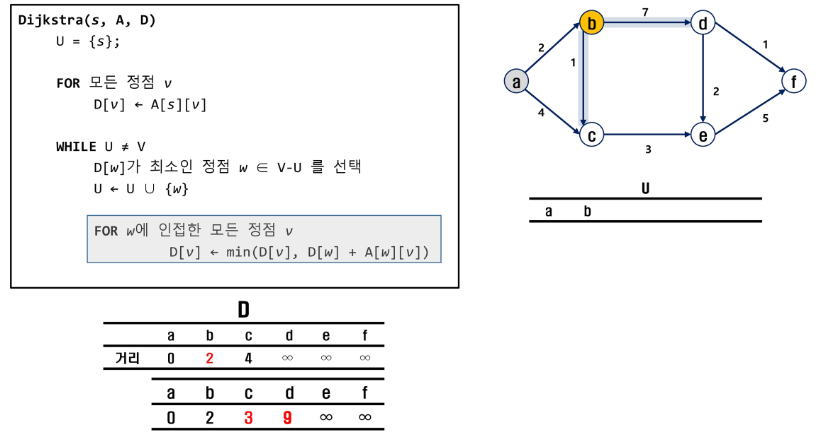 Dijkstra(s, A, D)
U = {s};
FOR 모든 정점 v
D[v] ← A[s][v]
WHILE U ≠ V
D[w]가 최소인 정점 w ∈ V-U 를 선택
U ← U ∪ {w}
FOR w에 인접한 모든 정점 v
D[v] ← min(D[v], D[w] + A[w][v])
b 7 d
2 1 1
a 2 f
4 5
c 3 e
U
a b
D
a b c d e f
거리 0 2 4 ∞ ∞ ∞
a b c d e f
0 2 3 9 ∞ ∞